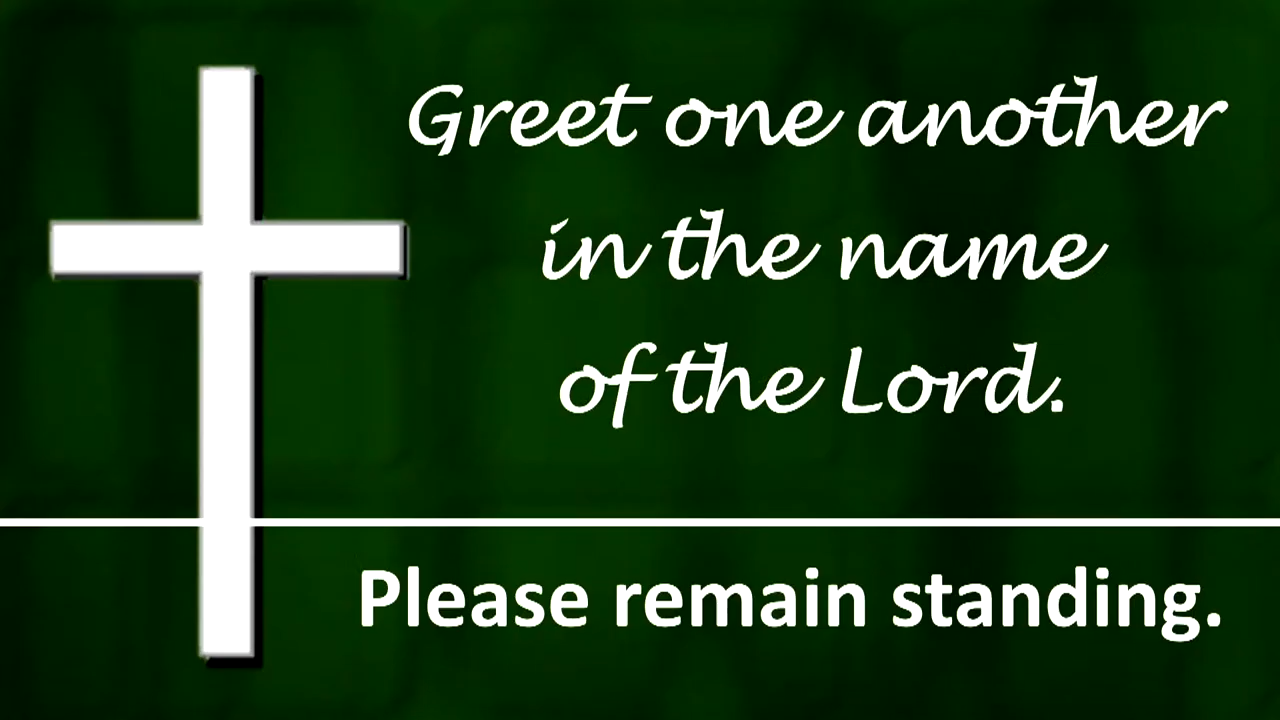 Greet one another
in the name
of the Lord.
Please remain standing.